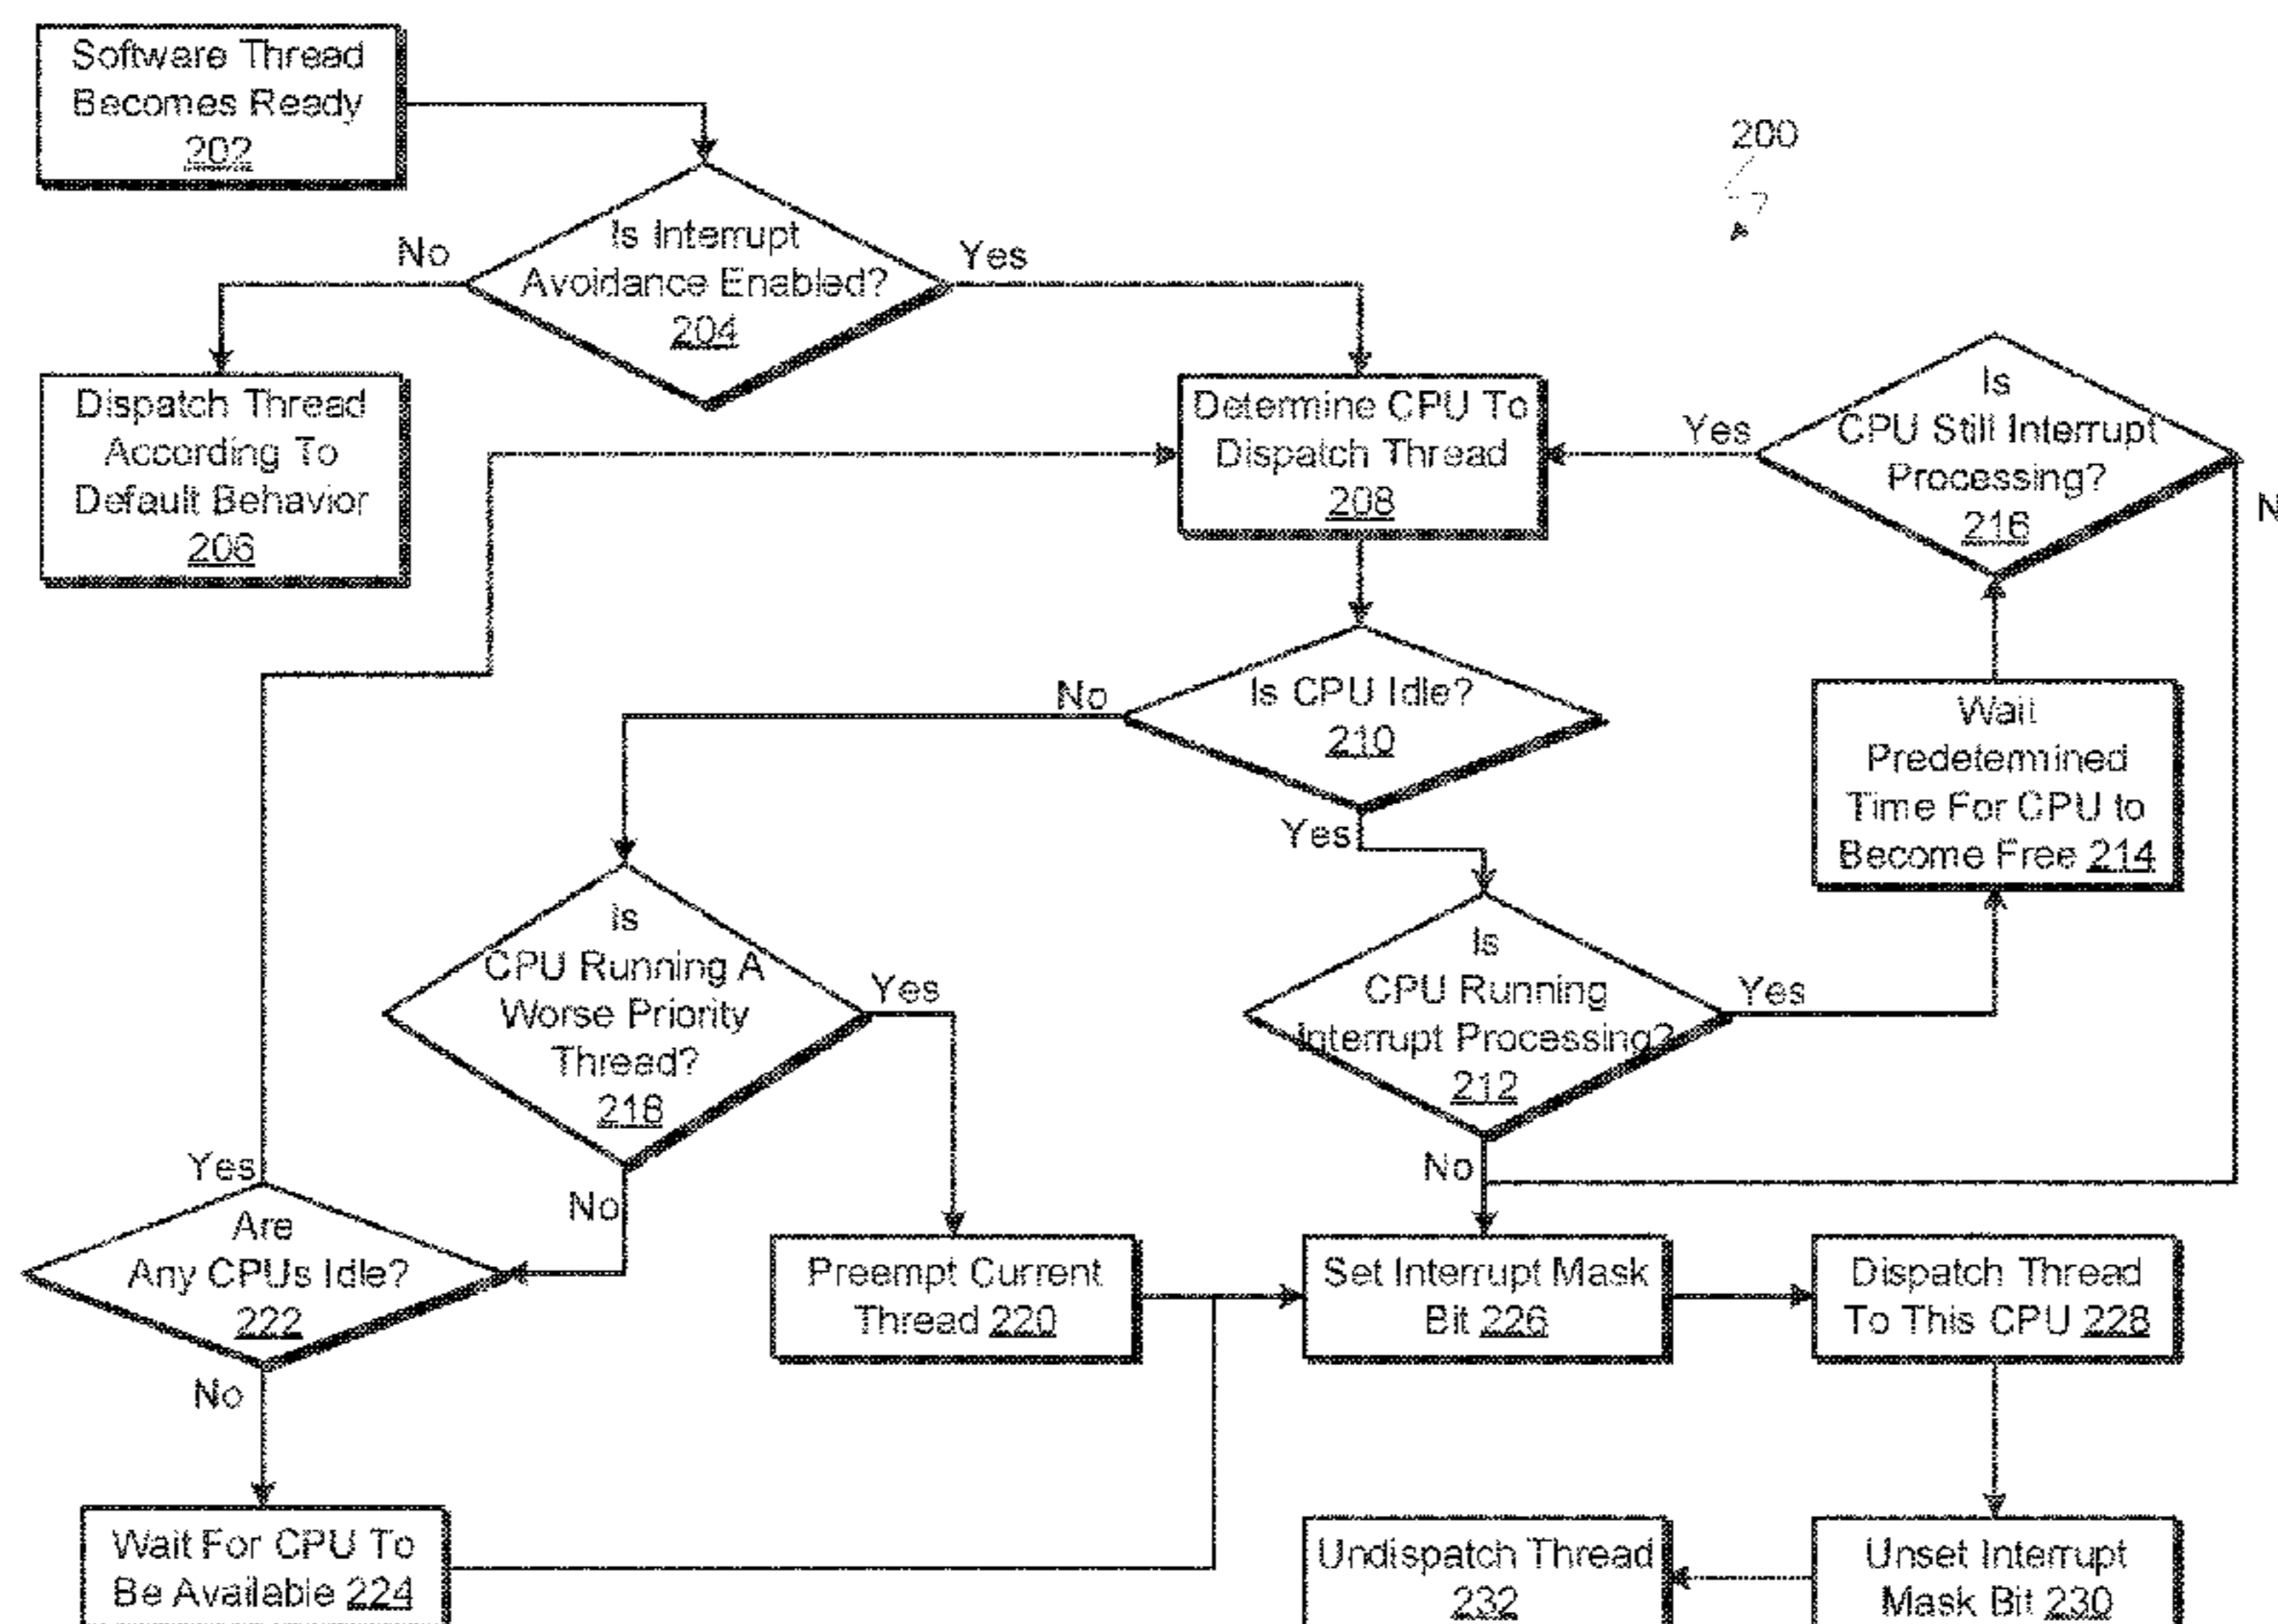 Software Thread
Becomes Ready
202
200
Is Interrupt
Avoidance Enabled?
204
No
Yes
Dispatch Thread
According To
Default Behavior
206
Determine CPU To
Dispatch Thread
208
Yes
Is
CPU Still Interrupt
Processing?
216
N
Is CPU Idle?
210
No
Yes
Wait
Predetermined
Time For CPU to
Become Free 214
Is
CPU Running A
Worse Priority
Thread?
218
Yes
No
Is
CPU Running
Interrupt Processing?
212
Yes
No
Yes
Are
Any CPUs Idle?
222
No
Preempt Current
Thread 220
Set Interrupt Mask
Bit 226
Dispatch Thread
To This CPU 228
Wait For CPU To
Be Available 224
Undispatch Thread
232
Unset Interrupt
Mask Bit 230